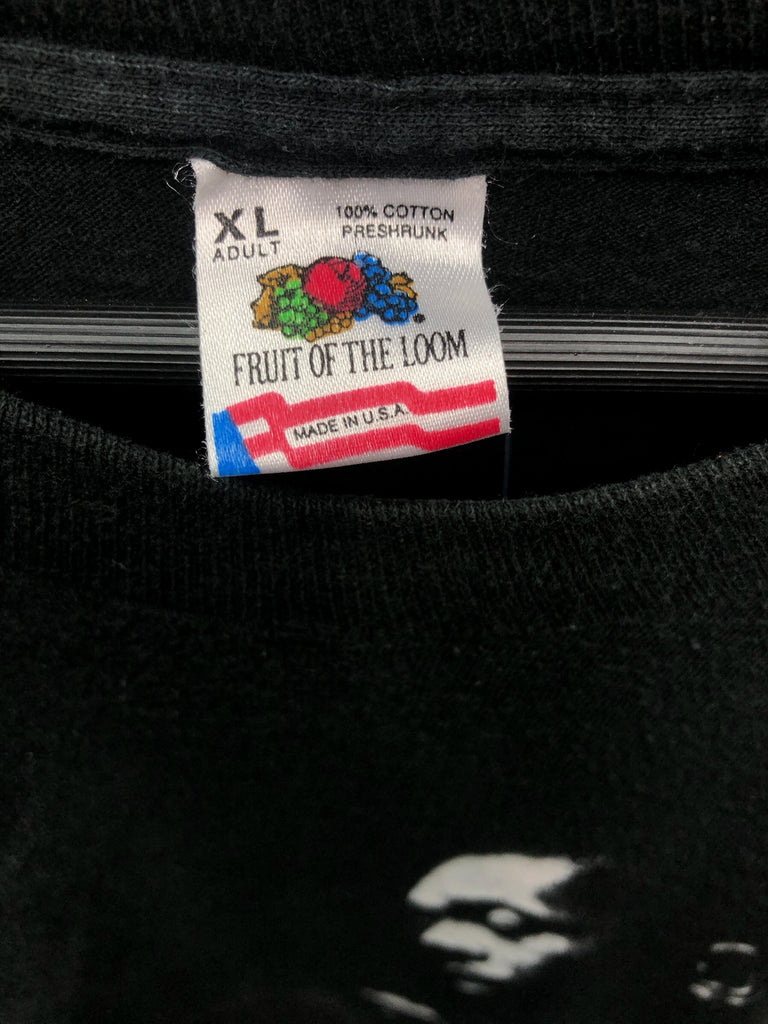 XL
ADULT
100% COTTON
PRESHRUNK
FRUIT OF THE LOOM
MADE IN U.S.A.